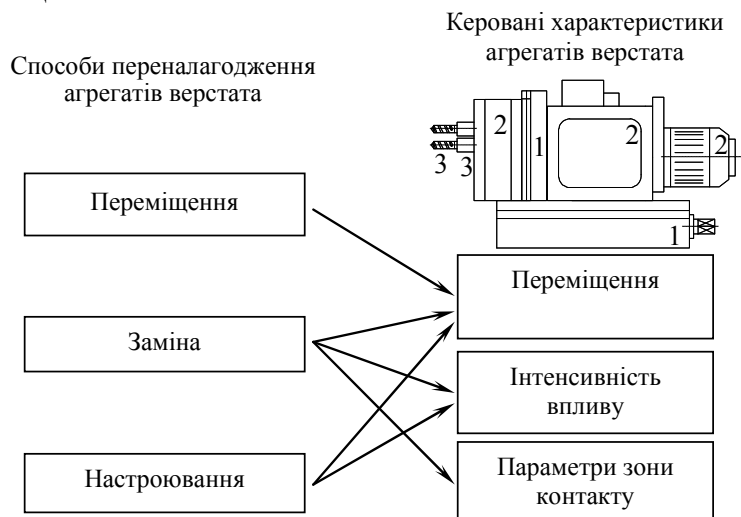 Керовані характеристики
агрегатів верстата
Способи переналагодження
агрегатів верстата
2
1
2
2
3
3
1
Переміщення
Переміщення
Заміна
Інтенсивність
впливу
Настроювання
Параметри зони
контакту